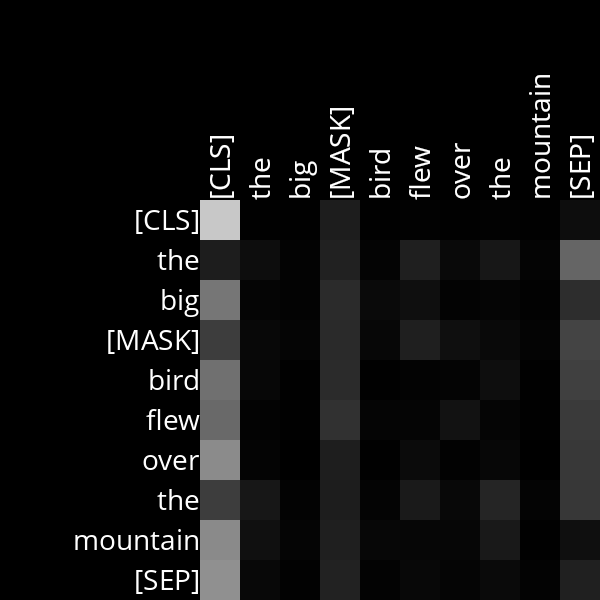 [CLS]
the
big
[MASK]
bird
flew
over
the
mountain
[SEP]
[CLS]
the
big
[MASK]
bird
flew
over
the
mountain
[SEP]